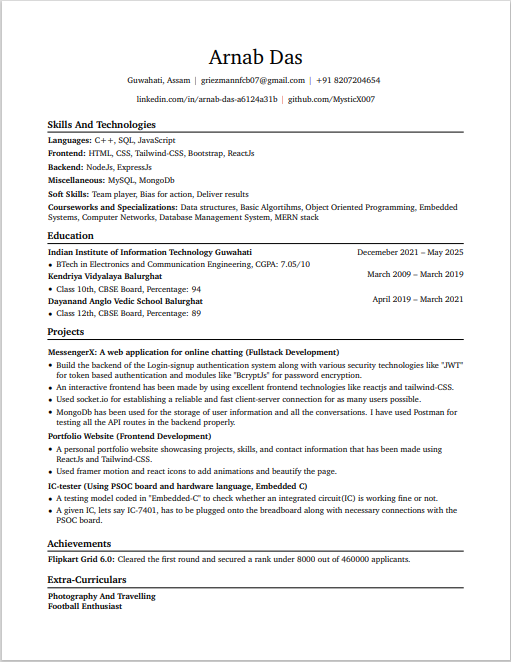 Arnab Das
Guwahati, Assam | griezmannfcb07@gmail.com | +91 8207204654
linkedin.com/in/arnab-das-a6124a31b | github.com/MysticX007
Skills And Technologies
Languages: C++, SQL, JavaScript
Frontend: HTML, CSS, Tailwind-CSS, Bootstrap, ReactJs
Backend: NodeJs, ExpressJs
Miscellaneous: MySQL, MongoDb
Soft Skills: Team player, Bias for action, Deliver results
Courseworks and Specializations: Data structures, Basic Algortihms, Object Oriented Programming, Embedded
Systems, Computer Networks, Database Management System, MERN stack
Education
Indian Institute of Information Technology Guwahati Decemeber 2021 – May 2025
• BTech in Electronics and Communication Engineering, CGPA: 7.05/10
Kendriya Vidyalaya Balurghat March 2009 – March 2019
• Class 10th, CBSE Board, Percentage: 94
Dayanand Anglo Vedic School Balurghat April 2019 – March 2021
• Class 12th, CBSE Board, Percentage: 89
Projects
MessengerX: A web application for online chatting (Fullstack Development)
• Build the backend of the Login-signup authentication system along with various security technologies like "JWT"
for token based authentication and modules like "BcryptJs" for password encryption.
• An interactive frontend has been made by using excellent frontend technologies like reactjs and tailwind-CSS.
• Used socket.io for establishing a reliable and fast client-server connection for as many users possible.
• MongoDb has been used for the storage of user information and all the conversations. I have used Postman for
testing all the API routes in the backend properly.
Portfolio Website (Frontend Development)
• A personal portfolio website showcasing projects, skills, and contact information that has been made using
ReactJs and Tailwind-CSS.
• Used framer motion and react icons to add animations and beautify the page.
IC-tester (Using PSOC board and hardware language, Embedded C)
• A testing model coded in "Embedded-C" to check whether an integrated circuit(IC) is working fine or not.
• A given IC, lets say IC-7401, has to be plugged onto the breadboard along with necessary connections with the
PSOC board.
Achievements
Flipkart Grid 6.0: Cleared the first round and secured a rank under 8000 out of 460000 applicants.
Extra-Curriculars
Photography And Travelling
Football Enthusiast